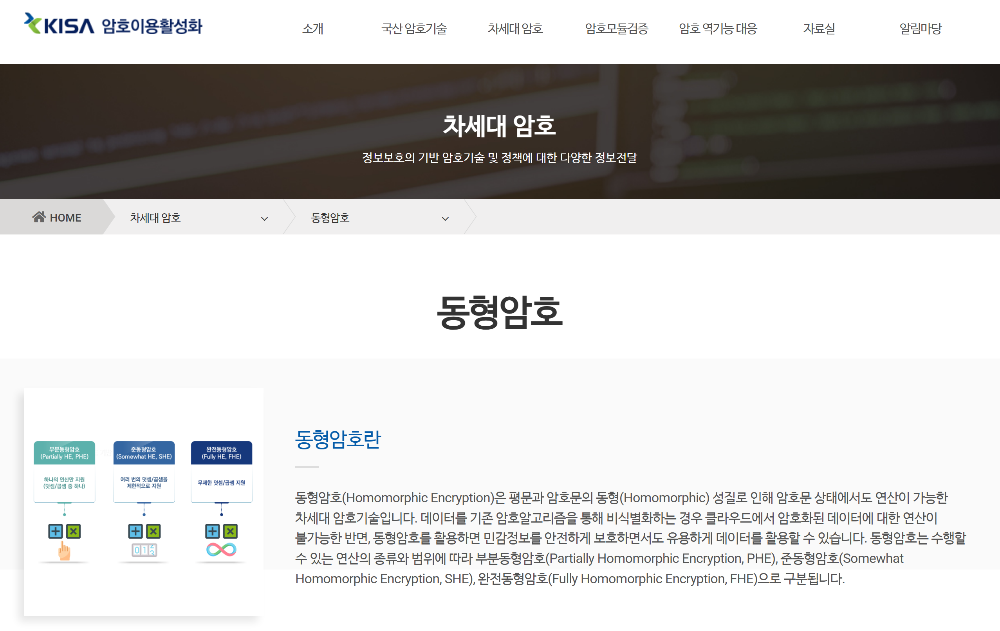 KISA 암호이용활성화
소개
국산 암호기술
차세대 암호
암호모듈검증
암호 역기능 대응
자료실
알림마당
차세대 암호
정보보호의 기반 암호기술 및 정책에 대한 다양한 정보전달
HOME
차세대 암호
동형암호
동형암호
부분동형암호
(Partially HE, PHE)
하나의 연산만 지원
(덧셈/곱셈 중 하나)
준동형암호
(Somewhat HE, SHE)
여러 번의 덧셈/곱셈을
제한적으로 지원
완전동형암호
(Fully HE, FHE)
무제한 덧셈/곱셈 지원
0 1 2
3
동형암호란
동형암호(Homomorphic Encryption)은 평문과 암호문의 동형(Homomorphic) 성질로 인해 암호문 상태에서도 연산이 가능한
차세대 암호기술입니다. 데이터를 기존 암호알고리즘을 통해 비식별화하는 경우 클라우드에서 암호화된 데이터에 대한 연산이
불가능한 반면, 동형암호를 활용하면 민감정보를 안전하게 보호하면서도 유용하게 데이터를 활용할 수 있습니다. 동형암호는 수행할
수 있는 연산의 종류와 범위에 따라 부분동형암호(Partially Homomorphic Encryption, PHE), 준동형암호(Somewhat
Homomorphic Encryption, SHE), 완전동형암호(Fully Homomorphic Encryption, FHE)으로 구분됩니다.